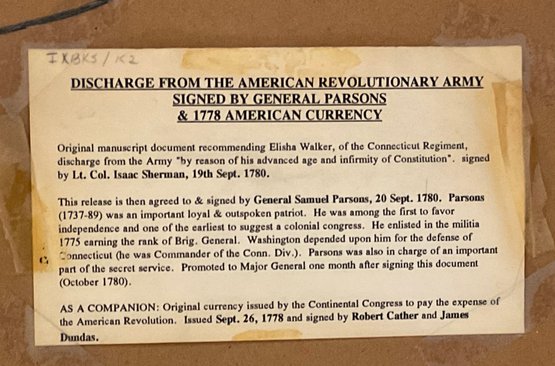 IXBKS/K2
DISCHARGE FROM THE AMERICAN REVOLUTIONARY ARMY
SIGNED BY GENERAL PARSONS
& 1778 AMERICAN CURRENCY
Original manuscript document recommending Elisha Walker, of the Connecticut Regiment,
discharge from the Army "by reason of his advanced age and infirmity of Constitution". signed
by Lt. Col. Isaac Sherman, 19th Sept. 1780.
This release is then agreed to & signed by General Samuel Parsons, 20 Sept. 1780. Parsons
(1737-89) was an important loyal & outspoken patriot. He was among the first to favor
independence and one of the earliest to suggest a colonial congress. He enlisted in the militia
1775 earning the rank of Brig. General. Washington depended upon him for the defense of
Connecticut (he was Commander of the Conn. Div.). Parsons was also in charge of an important
part of the secret service. Promoted to Major General one month after signing this document
(October 1780).
AS A COMPANION: Original currency issued by the Continental Congress to pay the expense of
the American Revolution. Issued Sept. 26, 1778 and signed by Robert Cather and James
Dundas.